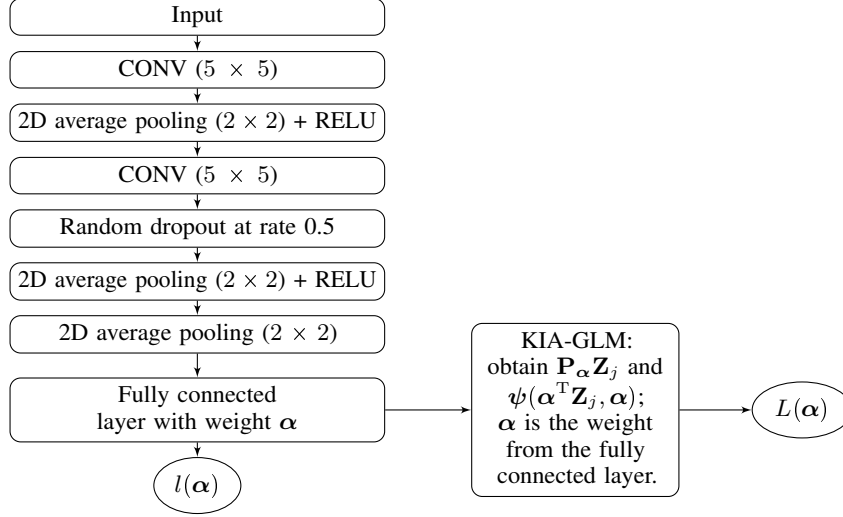 Input
CONV (5 × 5)
2D average pooling (2 × 2) + RELU
CONV (5 × 5)
Random dropout at rate 0.5
2D average pooling (2 × 2) + RELU
2D average pooling (2 × 2)
Fully connected
layer with weight α
l(α)
KIA-GLM:
obtain P_α Z_j and
ψ(α^T Z_j, α);
α is the weight
from the fully
connected layer.
L(α)